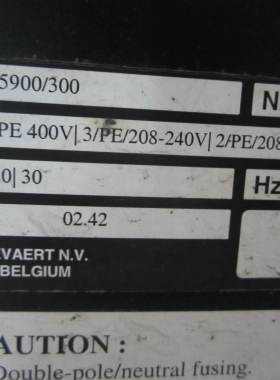 5900/300
N
PE 400V| 3/PE/208-240V| 2/PE/208
0| 30
Hz
02.42
EVAERT N.V.
BELGIUM
AUTION :
Double-pole/neutral fusing.